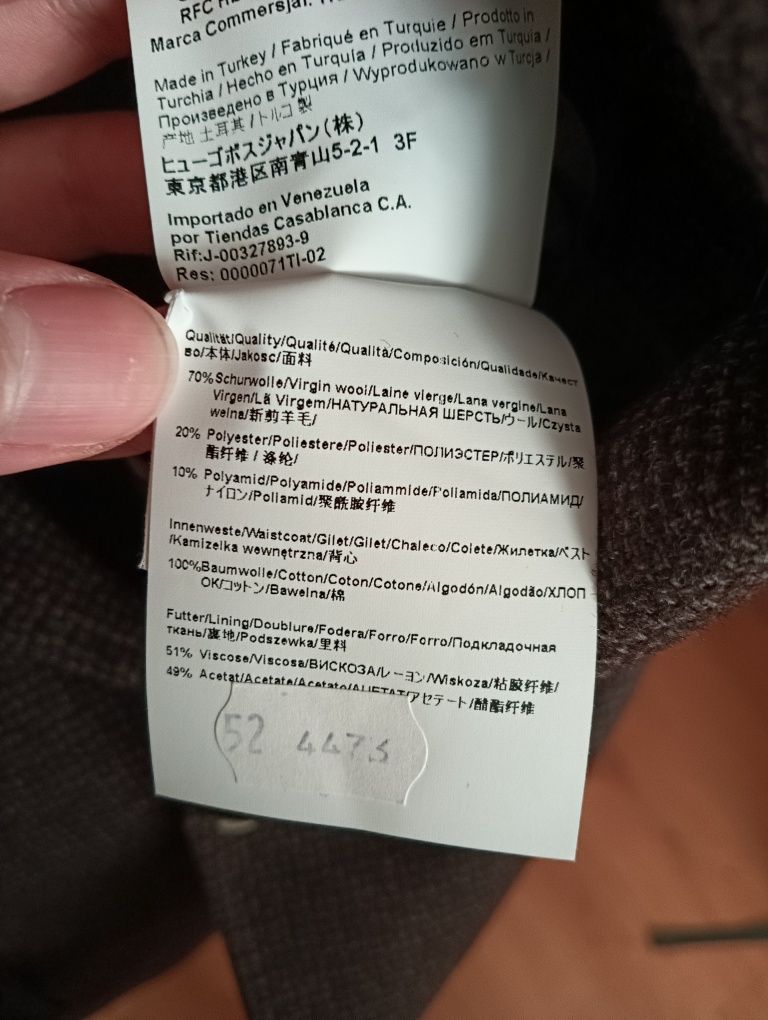 RFC
Marca Commersjal:
Made in Turkey / Fabriqué en Turquie / Prodotto in
Turchia / Hecho en Turquía / Produzido em Turquia /
Произведено в Турция / Wyprodukowano w Turcja /
产地 土耳其 / トルコ 製
ヒューゴボスジャパン(株)
東京都港区南青山5-2-1 3F
Importado en Venezuela
por Tiendas Casablanca C.A.
Rif:J-00327893-9
Res: 0000071TI-02
Qualität/Quality/Qualité/Qualità/Composición/Qualidade/Качест
во/本体/Jakosc/面料
70%Schurwolle/Virgin wool/Laine vierge/Lana vergine/Lana
Virgen/Lã Virgem/НАТУРАЛЬНАЯ ШЕРСТЬ/ウール/Czysta
welna/新剪羊毛/
20% Polyester/Poliestere/Poliester/ПОЛИЭСТЕР/ポリエステル/聚
酯纤维 / 涤纶/
10% Polyamid/Polyamide/Poliammide/Poliamida/ПОЛИАМИД/
ナイロン/Poliamid/聚酰胺纤维
Innenweste/Waistcoat/Gilet/Gilet/Chaleco/Colete/Жилетка/ベスト
/Kamizelka wewnętrzna/背心
100%Baumwolle/Cotton/Coton/Cotone/Algodón/Algodão/ХЛОП
ОК/コットン/Bawelna/棉
Futter/Lining/Doublure/Fodera/Forro/Forro/Подкладочная
ткань/裏地/Podszewka/里料
51% Viscose/Viscosa/ВИСКОЗА/レーヨン/Wiskoza/粘胶纤维/
49% Acetat/Acetate/Acetato/АЦЕТАТ/アセテート/醋酯纤维
52 4473